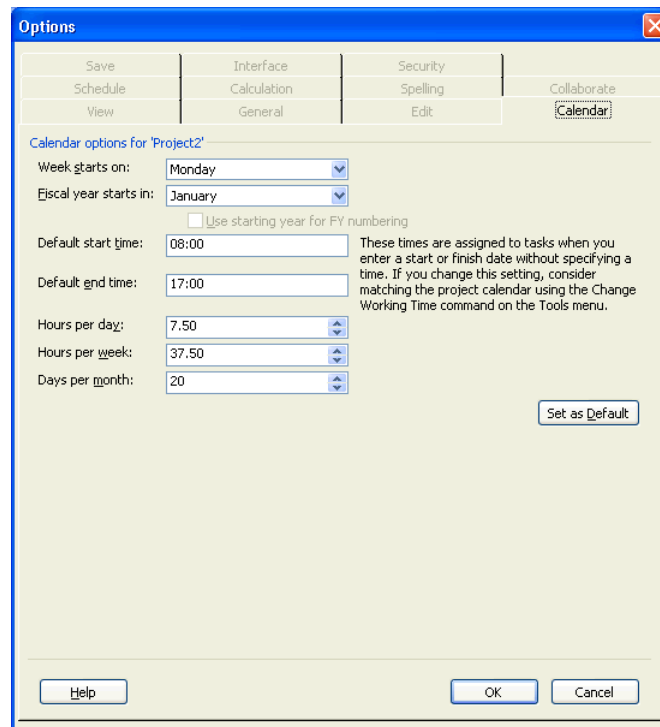 Options
Save Interface Security
Schedule Calculation Spelling Collaborate
View General Edit Calendar
Calendar options for 'Project2'
Week starts on: Monday
Fiscal year starts in: January
Use starting year for FY numbering
Default start time: 08:00
Default end time: 17:00
These times are assigned to tasks when you
enter a start or finish date without specifying a
time. If you change this setting, consider
matching the project calendar using the Change
Working Time command on the Tools menu.
Hours per day: 7.50
Hours per week: 37.50
Days per month: 20
Set as Default
Help OK Cancel